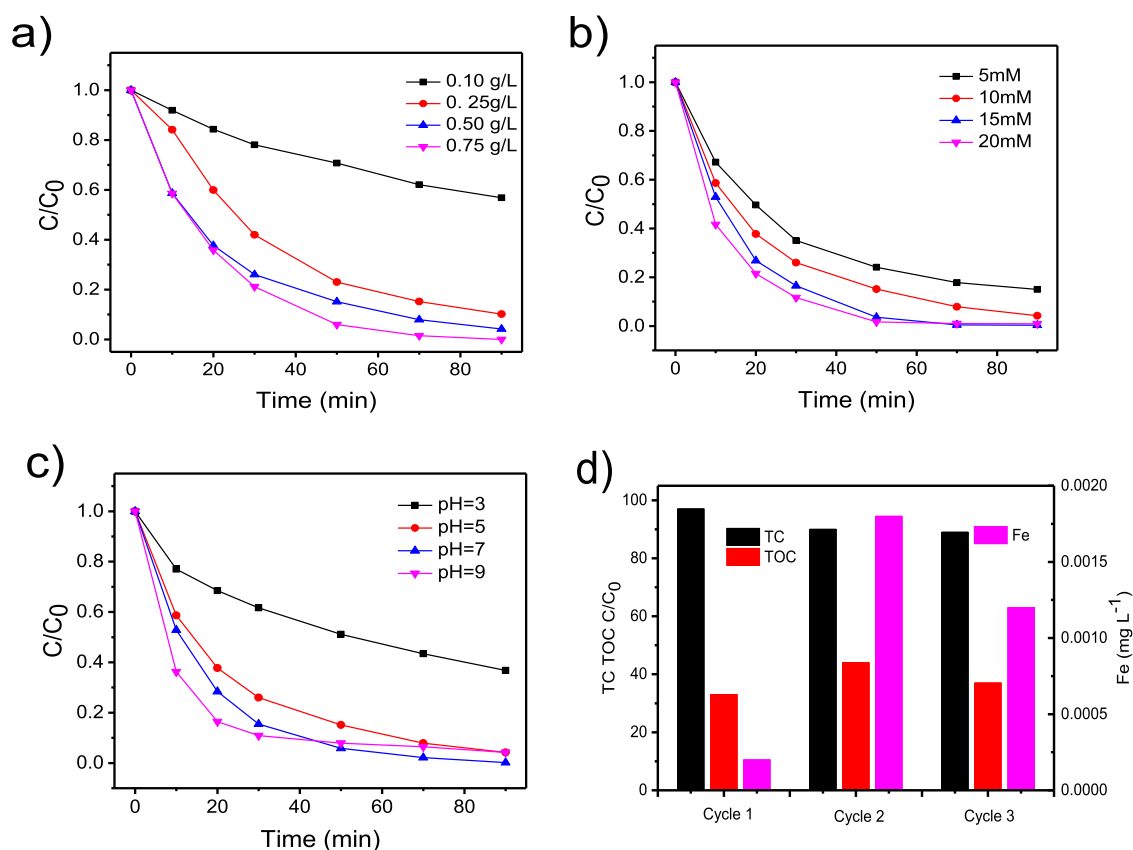 a)
1.0
0.8
0.6
0.4
0.2
0.0
C/C0
0
20
40
60
80
Time (min)
0.10 g/L
0. 25g/L
0.50 g/L
0.75 g/L
b)
1.0
0.8
0.6
0.4
0.2
0.0
C/C0
0
20
40
60
80
Time (min)
5mM
10mM
15mM
20mM
c)
1.0
0.8
0.6
0.4
0.2
0.0
C/C0
0
20
40
60
80
Time (min)
pH=3
pH=5
pH=7
pH=9
d)
100
80
60
40
20
0
TC TOC C/C0
TC
TOC
Fe
0.0020
0.0015
0.0010
0.0005
0.0000
Fe (mg L-1)
Cycle 1
Cycle 2
Cycle 3